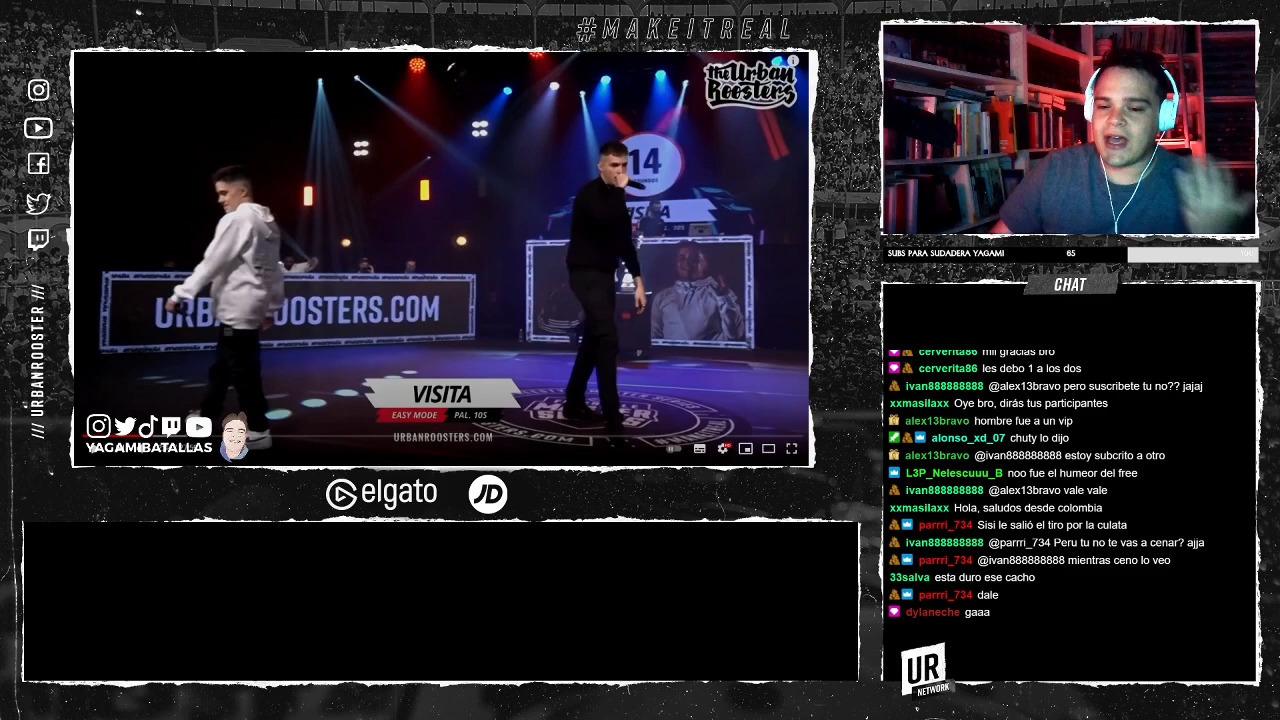 #MAKEITREAL
the Urban Roosters
14
VISITA
URBANROOSTERS.COM
VISITA
EASY MODE PAL. 105
URBANROOSTERS.COM
YAGAMIBATALLAS
/// URBANROOSTER ///
elgato JD
SUBS PARA SUDADERA YAGAMI 65 100
CHAT
cerverita86 mil gracias bro
cerverita86 les debo 1 a los dos
ivan888888888 @alex13bravo pero suscribete tu no?? jajaj
xxmasilaxx Oye bro, dirás tus participantes
alex13bravo hombre fue a un vip
alonso_xd_07 chuty lo dijo
alex13bravo @ivan888888888 estoy subcrito a otro
L3P_Nelescuuu_B noo fue el humeor del free
ivan888888888 @alex13bravo vale vale
xxmasilaxx Hola, saludos desde colombia
parrri_734 Sisi le salió el tiro por la culata
ivan888888888 @parrri_734 Peru tu no te vas a cenar? ajja
parrri_734 @ivan888888888 mientras ceno lo veo
33salva esta duro ese cacho
parrri_734 dale
dylaneche gaaa
UR
NETWORK